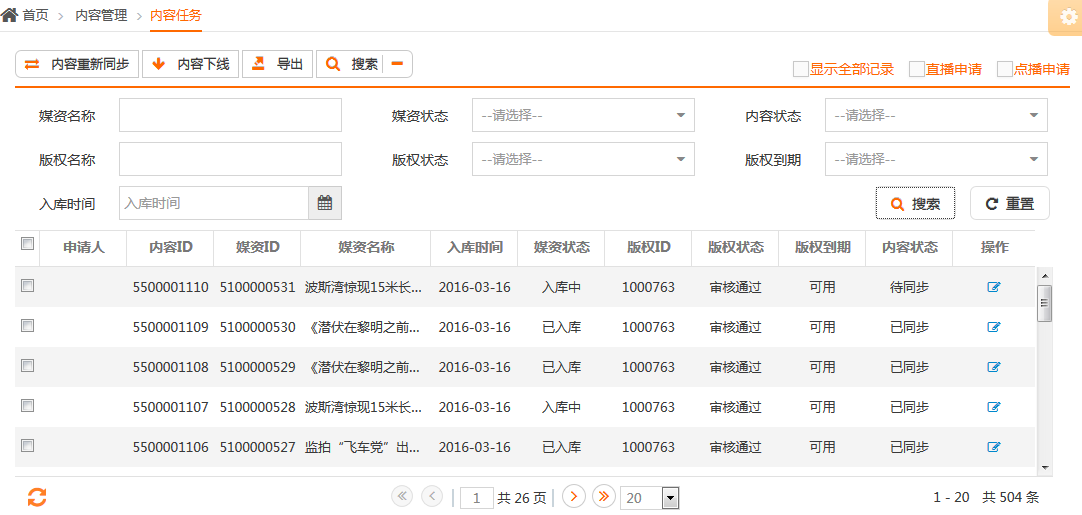 首页 内容管理 内容任务
内容重新同步 内容下线 导出 搜索
显示全部记录 直播申请 点播申请
媒资名称 媒资状态 --请选择-- 内容状态 --请选择--
版权名称 版权状态 --请选择-- 版权到期 --请选择--
入库时间 入库时间 搜索 重置
申请人 内容ID 媒资ID 媒资名称 入库时间 媒资状态 版权ID 版权状态 版权到期 内容状态 操作
5500001110 5100000531 波斯湾惊现15米长... 2016-03-16 入库中 1000763 审核通过 可用 待同步
5500001109 5100000530 《潜伏在黎明之前... 2016-03-16 已入库 1000763 审核通过 可用 已同步
5500001108 5100000529 《潜伏在黎明之前... 2016-03-16 已入库 1000763 审核通过 可用 已同步
5500001107 5100000528 波斯湾惊现15米长... 2016-03-16 入库中 1000763 审核通过 可用 已同步
5500001106 5100000527 监拍“飞车党”出... 2016-03-16 已入库 1000763 审核通过 可用 已同步
1 共 26 页 20 1 - 20 共 504 条